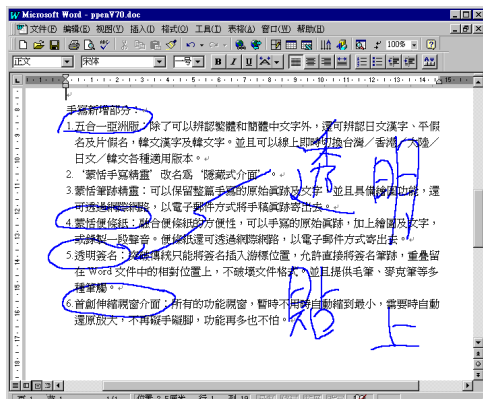 Microsoft Word - ppenV70.doc
文件(F) 編輯(E) 視圖(V) 插入(I) 格式(O) 工具(T) 表格(A) 窗口(W) 幫助(H)
100%
正文 宋体 一号 B I U
手寫新增部分：
1.五合一亞洲版：除了可以辨認繁體和簡體中文字外，還可辨認日文漢字、平假
名及片假名，韓文漢字及韓文字。並且可以線上即時切換台灣／香港／大陸／
日文／韓文各種適用版本。
2. ‵蒙恬手寫精靈′ 改名爲 ‵隱藏式介面′。
3.蒙恬筆跡精靈：可以保留整篇手寫的原始眞跡及文字，並且具備繪圖功能，還
可透過網際網路，以電子郵件方式將手稿眞跡寄出去。
4.蒙恬便條紙：融合便條紙的方便性，可以手寫的原始眞跡，加上繪圖及文字，
或錄製一段聲音。便條紙還可透過網際網路，以電子郵件方式寄出去。
5.透明簽名：突破傳統只能將簽名插入游標位置，允許直接將簽名筆跡，重疊留
在 Word 文件中的相對位置上，不破壞文件格式。並且提供毛筆、麥克筆等多
種筆觸。
6.首創伸縮視窗介面：所有的功能視窗，暫時不用時自動縮到最小，需要時自動
還原放大，不再礙手礙腳，功能再多也不怕。
透明
貼上